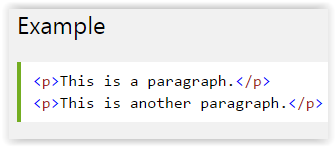 Example
<p>This is a paragraph.</p>
<p>This is another paragraph.</p>